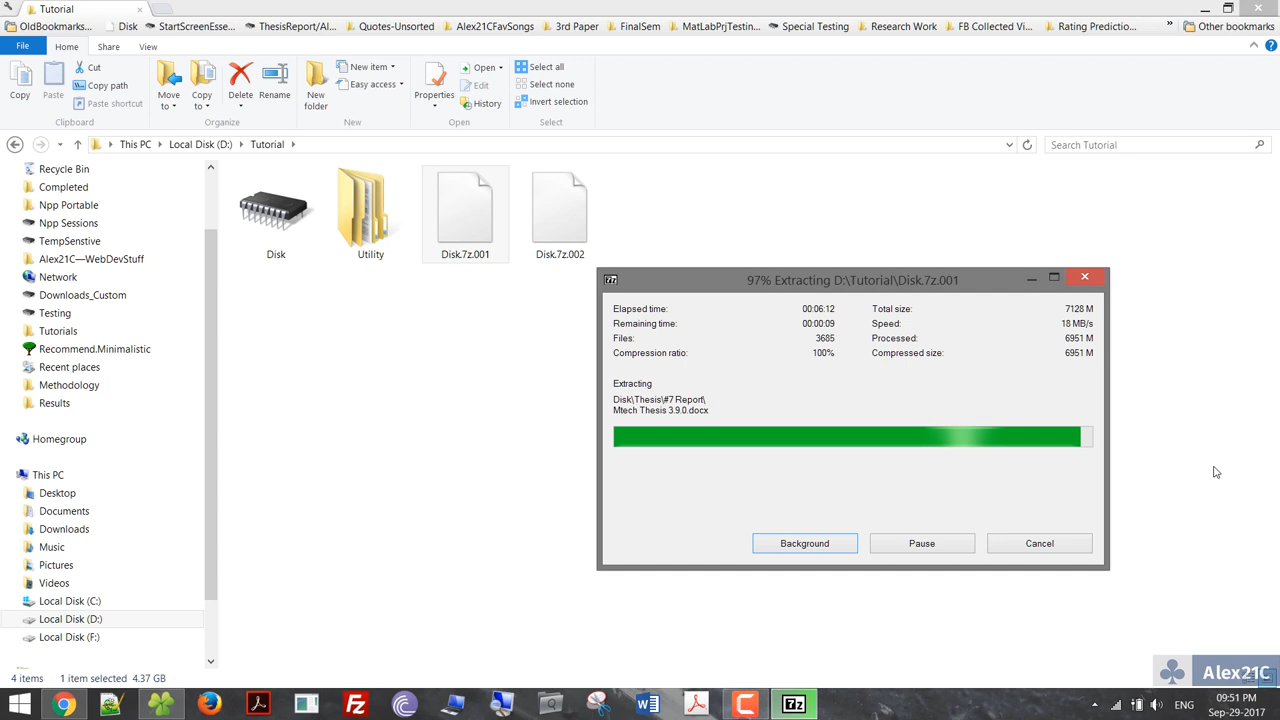 Tutorial
OldBookmarks... Disk StartScreenEsse... ThesisReport/Al... Quotes-Unsorted Alex21CFavSongs 3rd Paper FinalSem MatLabPrjTestin... Special Testing Research Work FB Collected Vi... Rating Predictio... » Other bookmarks
File Home Share View
Copy Paste Cut Copy path Paste shortcut Move to Copy to Delete Rename New folder New item Easy access Properties Open Edit History Select all Select none Invert selection
Clipboard Organize New Open Select
This PC Local Disk (D:) Tutorial Search Tutorial
Recycle Bin
Completed
Npp Portable
Npp Sessions
TempSenstive
Alex21C—WebDevStuff
Network
Downloads_Custom
Testing
Tutorials
Recommend.Minimalistic
Recent places
Methodology
Results
Homegroup
This PC
Desktop
Documents
Downloads
Music
Pictures
Videos
Local Disk (C:)
Local Disk (D:)
Local Disk (F:)
Disk Utility Disk.7z.001 Disk.7z.002
7z 97% Extracting D:\Tutorial\Disk.7z.001
Elapsed time: 00:06:12 Total size: 7128 M
Remaining time: 00:00:09 Speed: 18 MB/s
Files: 3685 Processed: 6951 M
Compression ratio: 100% Compressed size: 6951 M
Extracting
Disk\Thesis\#7 Report\
Mtech Thesis 3.9.0.docx
Background Pause Cancel
4 items 1 item selected 4.37 GB
Alex21C
7z
ENG
09:51 PM
Sep-29-2017